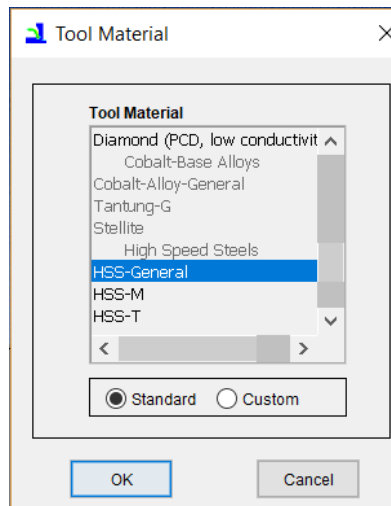 Tool Material
Tool Material
Diamond (PCD, low conductivit
Cobalt-Base Alloys
Cobalt-Alloy-General
Tantung-G
Stellite
High Speed Steels
HSS-General
HSS-M
HSS-T
Standard Custom
OK Cancel